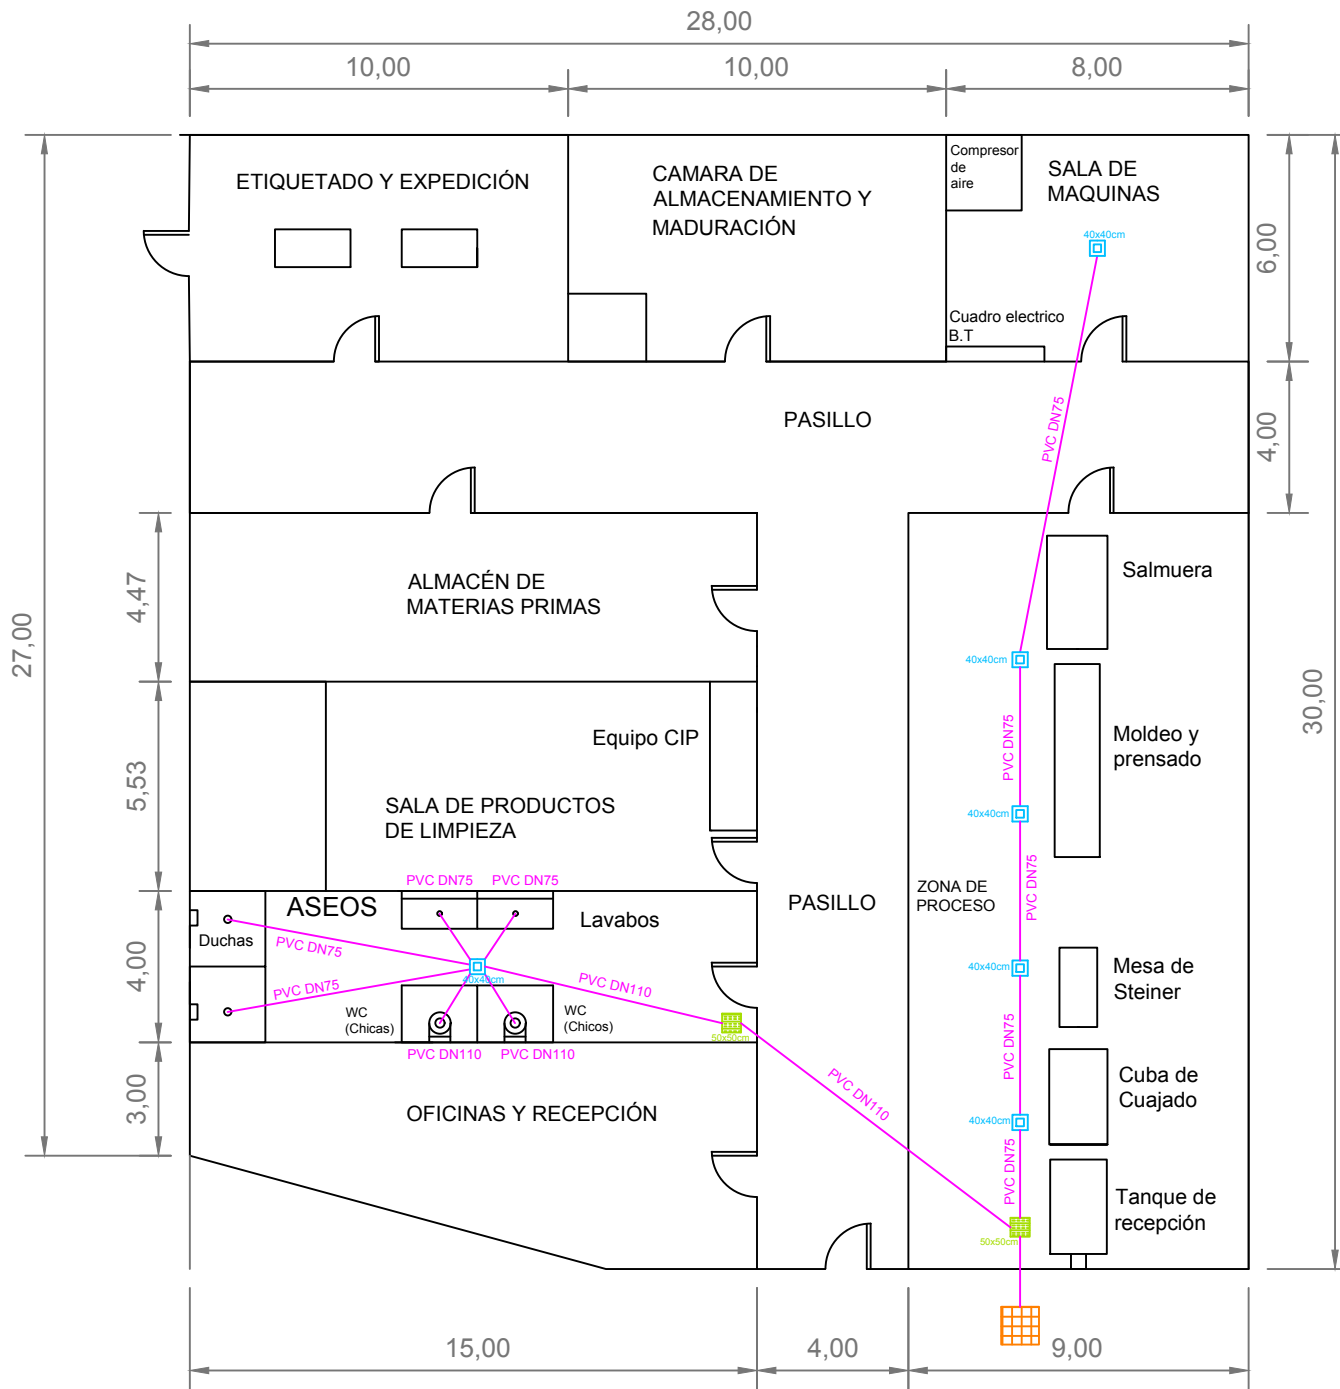 28,00
10,00
10,00
8,00
ETIQUETADO Y EXPEDICIÓN
CAMARA DE
ALMACENAMIENTO Y
MADURACIÓN
Compresor
de
aire
SALA DE
MAQUINAS
40x40cm
6,00
Cuadro electrico
B.T
PASILLO
PVC DN75
4,00
27,00
30,00
4,47
ALMACÉN DE
MATERIAS PRIMAS
Salmuera
40x40cm
5,53
Equipo CIP
PVC DN75
Moldeo y
prensado
SALA DE PRODUCTOS
DE LIMPIEZA
40x40cm
PVC DN75
PVC DN75
PVC DN75
ZONA DE
PROCESO
ASEOS
Lavabos
PASILLO
Duchas
PVC DN75
4,00
40x40cm
PVC DN110
40x40cm
Mesa de
Steiner
PVC DN75
WC
(Chicas)
WC
(Chicos)
50x50cm
PVC DN110
PVC DN110
PVC DN75
3,00
OFICINAS Y RECEPCIÓN
PVC DN110
40x40cm
Cuba de
Cuajado
PVC DN75
Tanque de
recepción
50x50cm
15,00
4,00
9,00